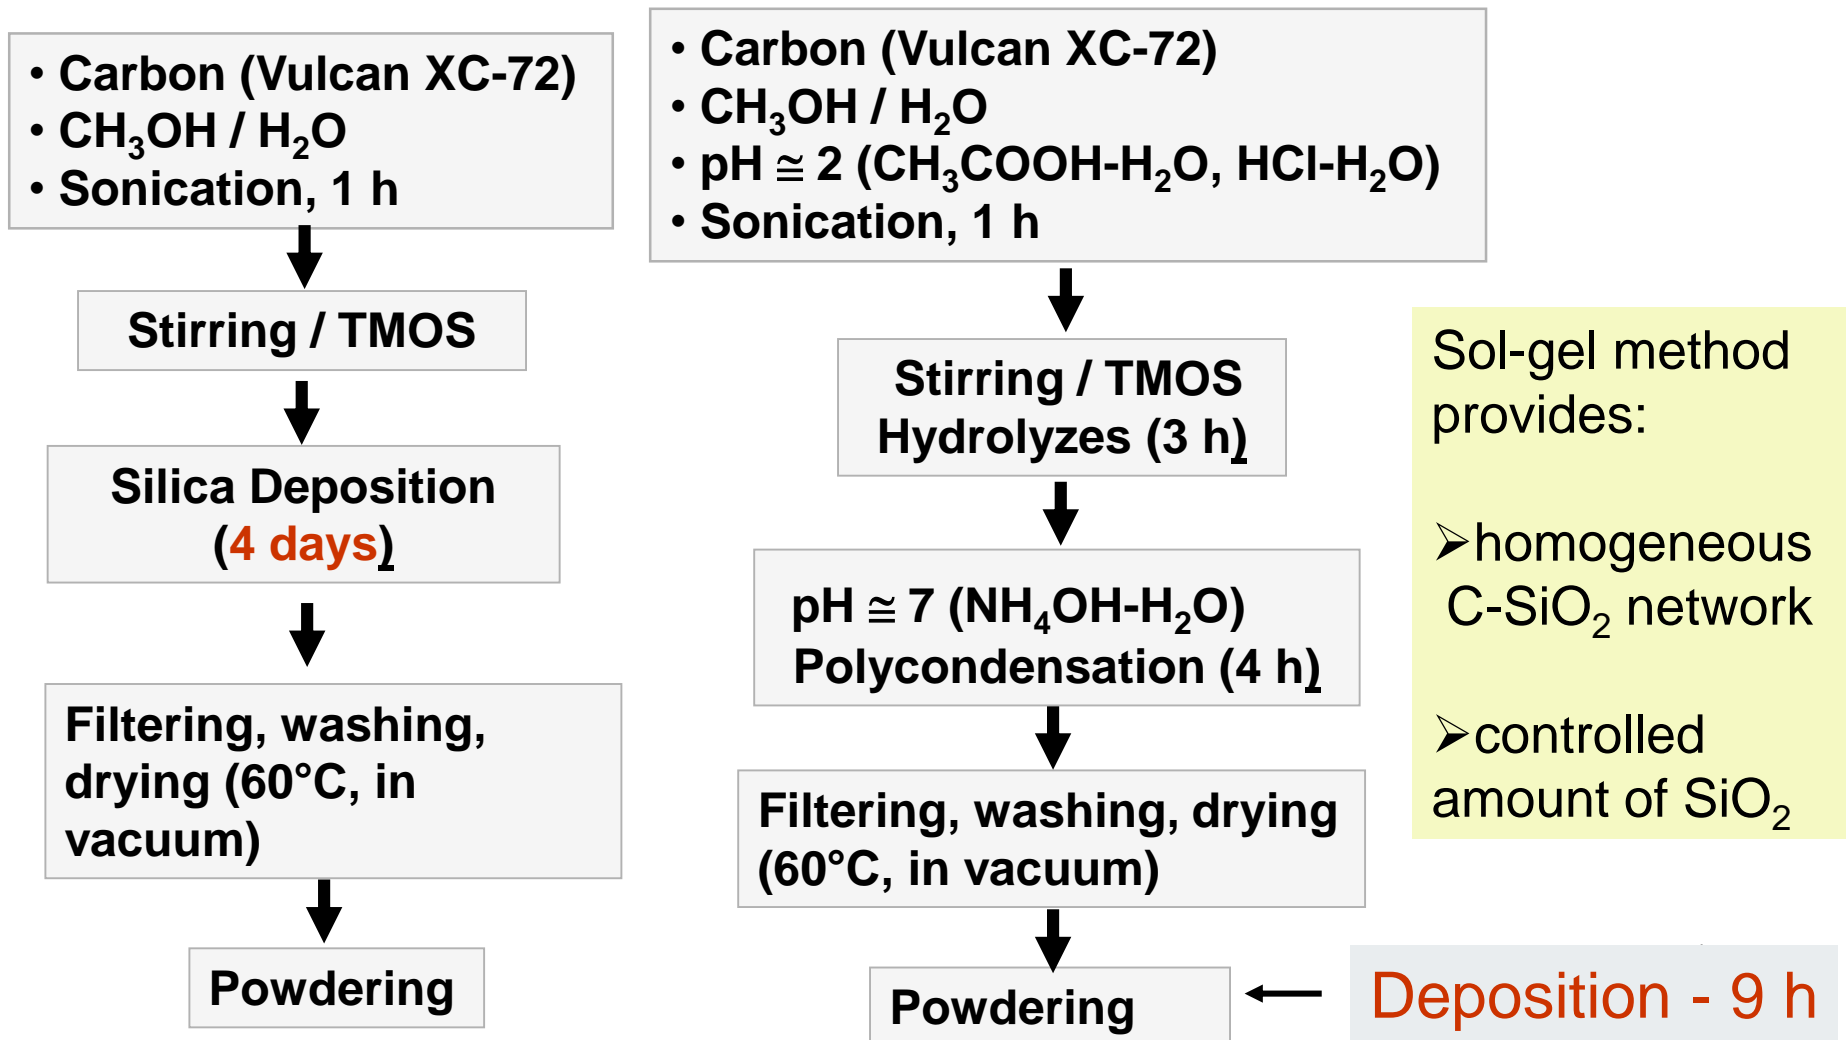 • Carbon (Vulcan XC-72)
• CH₃OH / H₂O
• Sonication, 1 h
Stirring / TMOS
Silica Deposition
(4 days)
Filtering, washing,
drying (60°C, in
vacuum)
Powdering
• Carbon (Vulcan XC-72)
• CH₃OH / H₂O
• pH ≅ 2 (CH₃COOH-H₂O, HCl-H₂O)
• Sonication, 1 h
Stirring / TMOS
Hydrolyzes (3 h)
pH ≅ 7 (NH₄OH-H₂O)
Polycondensation (4 h)
Filtering, washing, drying
(60°C, in vacuum)
Powdering
Sol-gel method
provides:
➢homogeneous
C-SiO₂ network
➢controlled
amount of SiO₂
Deposition - 9 h